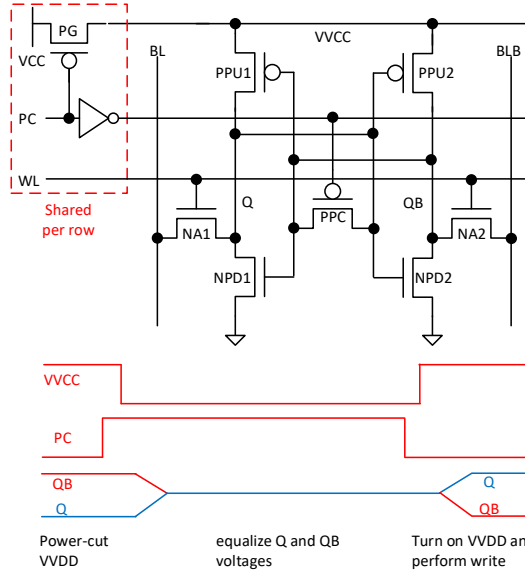 PG
VVCC
BL
BLB
VCC
PPU1
PPU2
PC
WL
Shared
per row
Q
QB
PPC
NA1
NA2
NPD1
NPD2
VVCC
PC
QB
Q
Q
QB
Power-cut
VVDD
equalize Q and QB
voltages
Turn on VVDD an
perform write